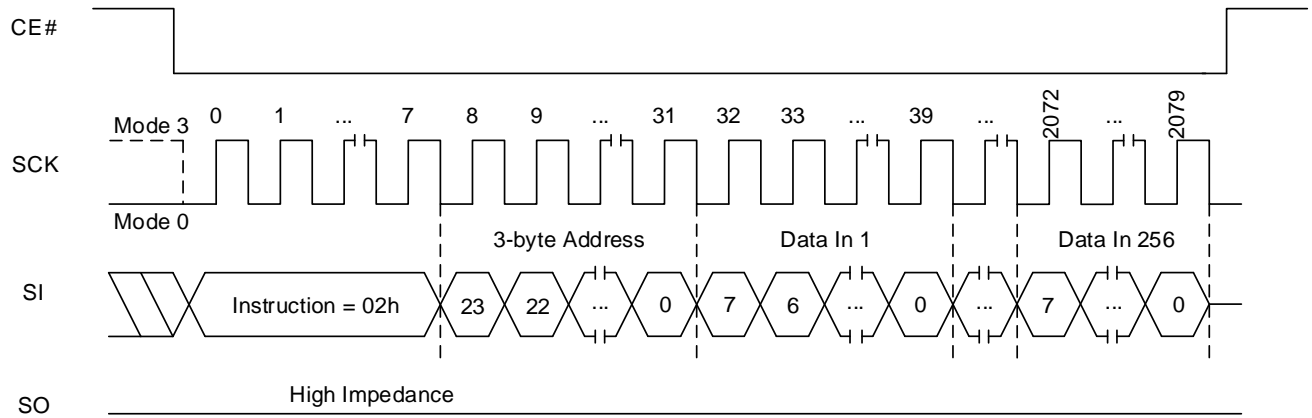 CE#
0 1 ... 7 8 9 ... 31 32 33 ... 39 ... 2072 ... 2079
Mode 3
SCK
Mode 0
3-byte Address Data In 1 Data In 256
SI Instruction = 02h 23 22 ... 0 7 6 ... 0 ... 7 ... 0
High Impedance
SO